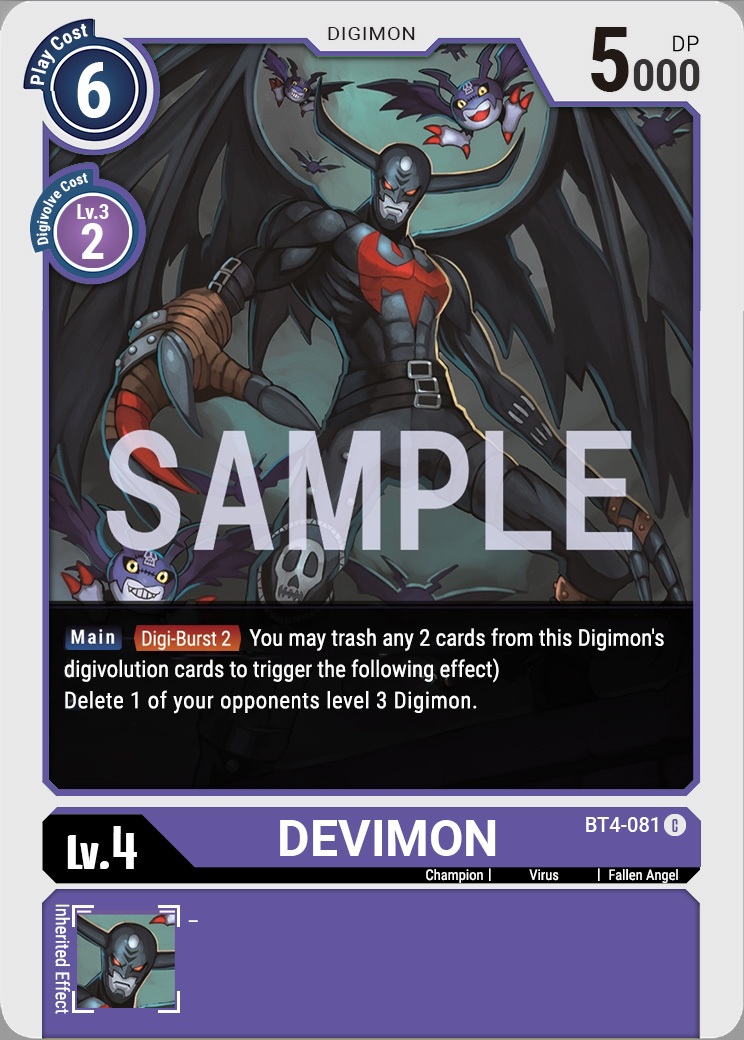 DIGIMON
Play Cost
6
DP
5000
Digivolve Cost
Lv.3
2
SAMPLE
Main Digi-Burst 2 You may trash any 2 cards from this Digimon's
digivolution cards to trigger the following effect)
Delete 1 of your opponents level 3 Digimon.
BT4-081 C
Lv.4 DEVIMON
Champion | Virus | Fallen Angel
Inherited Effect
–